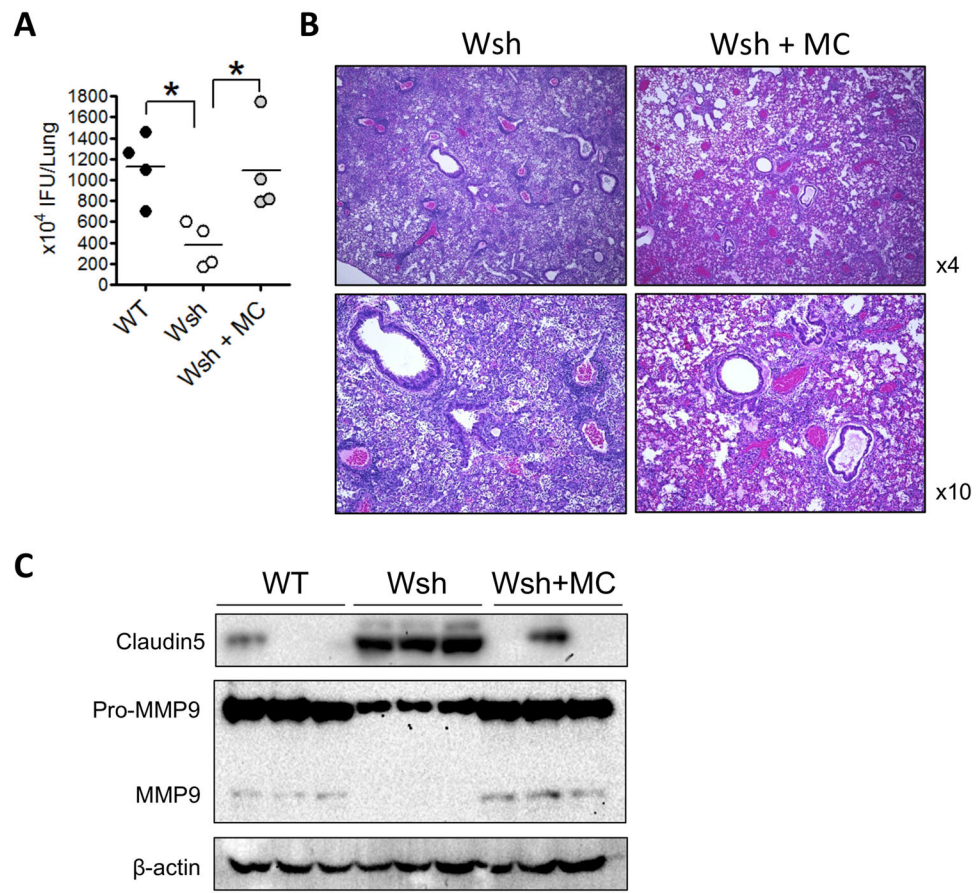 A
B
Wsh
Wsh + MC
*
*
1800
1600
1400
1200
1000
800
600
400
200
0
x10⁴ IFU/Lung
WT
Wsh
Wsh + MC
x4
x10
C
WT
Wsh
Wsh+MC
Claudin5
Pro-MMP9
MMP9
β-actin